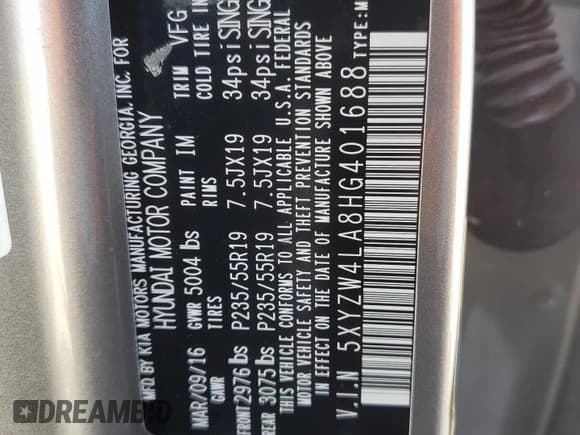 MFD BY KIA MOTORS MANUFACTURING GEORGIA, INC. FOR
HYUNDAI MOTOR COMPANY
MAR/09/16 GVWR 5004 lbs PAINT IM TRIM VFG
GAWR TIRES RIMS COLD TIRE IN
FRONT 2976 lbs P235/55R19 7.5JX19 34psi SING
REAR 3075 lbs P235/55R19 7.5JX19 34psi SING
THIS VEHICLE CONFORMS TO ALL APPLICABLE U.S.A. FEDERAL
MOTOR VEHICLE SAFETY AND THEFT PREVENTION STANDARDS
IN EFFECT ON THE DATE OF MANUFACTURE SHOWN ABOVE
V.I.N 5XYZW4LA8HG401688 TYPE:M
DIRTYCARFAX